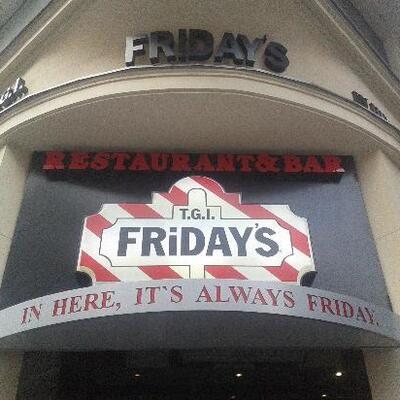 FRIDAY'S
T.G.I.
RESTAURANT&BAR
T.G.I.
FRiDAY'S
IN HERE, IT`S ALWAYS FRIDAY.